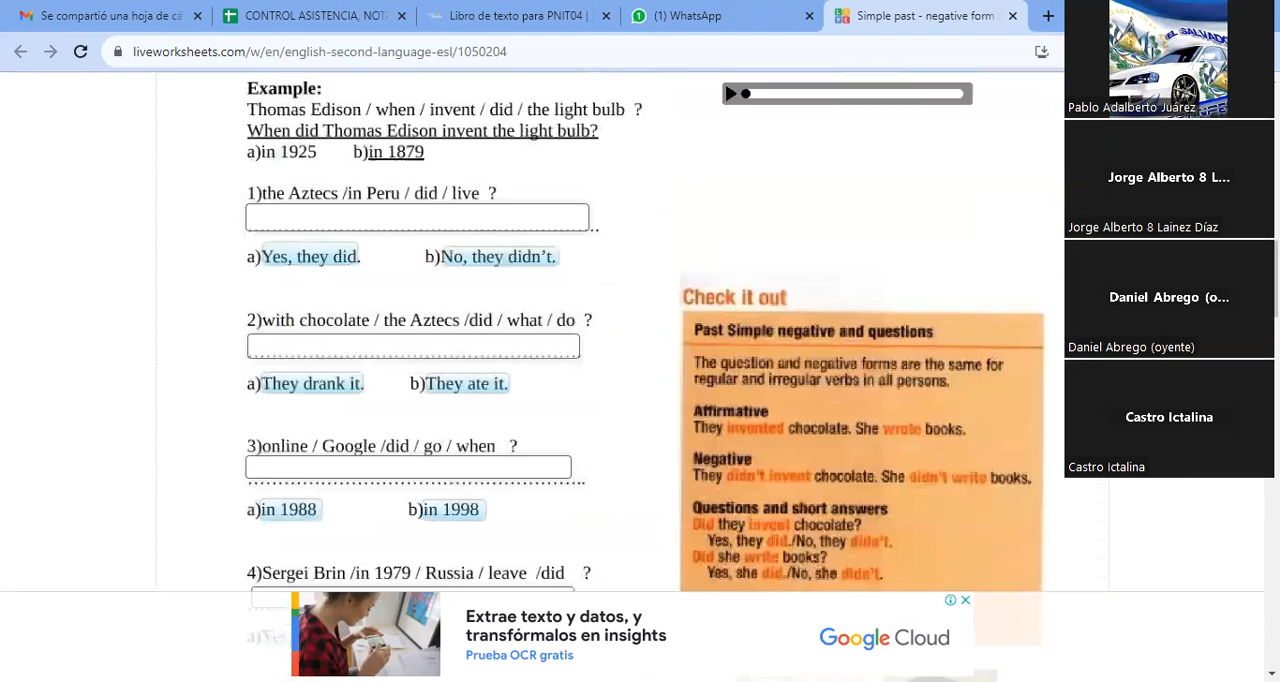 Se compartió una hoja de ca
CONTROL ASISTENCIA, NOTA
Libro de texto para PNIT04 |
(1) WhatsApp
Simple past - negative form
liveworksheets.com/w/en/english-second-language-esl/1050204
Example:
Thomas Edison / when / invent / did / the light bulb ?
When did Thomas Edison invent the light bulb?
a)in 1925 b)in 1879
1)the Aztecs /in Peru / did / live ?
a)Yes, they did. b)No, they didn't.
2)with chocolate / the Aztecs /did / what / do ?
a)They drank it. b)They ate it.
3)online / Google /did / go / when ?
a)in 1988 b)in 1998
4)Sergei Brin /in 1979 / Russia / leave /did ?
a)Yes
Check it out
Past Simple negative and questions
The question and negative forms are the same for
regular and irregular verbs in all persons.
Affirmative
They invented chocolate. She wrote books.
Negative
They didn't invent chocolate. She didn't write books.
Questions and short answers
Did they invent chocolate?
Yes, they did./No, they didn't.
Did she write books?
Yes, she did./No, she didn't.
Extrae texto y datos, y
transfórmalos en insights
Prueba OCR gratis
Google Cloud
EL SALVADOR
Pablo Adalberto Juárez
Jorge Alberto 8 L...
Jorge Alberto 8 Lainez Díaz
Daniel Abrego (o...
Daniel Abrego (oyente)
Castro Ictalina
Castro Ictalina